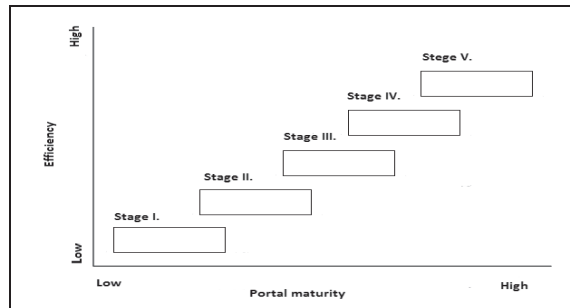 High
Stege V.
Stage IV.
Stage III.
Efficiency
Stage II.
Stage I.
Low
Low
High
Portal maturity